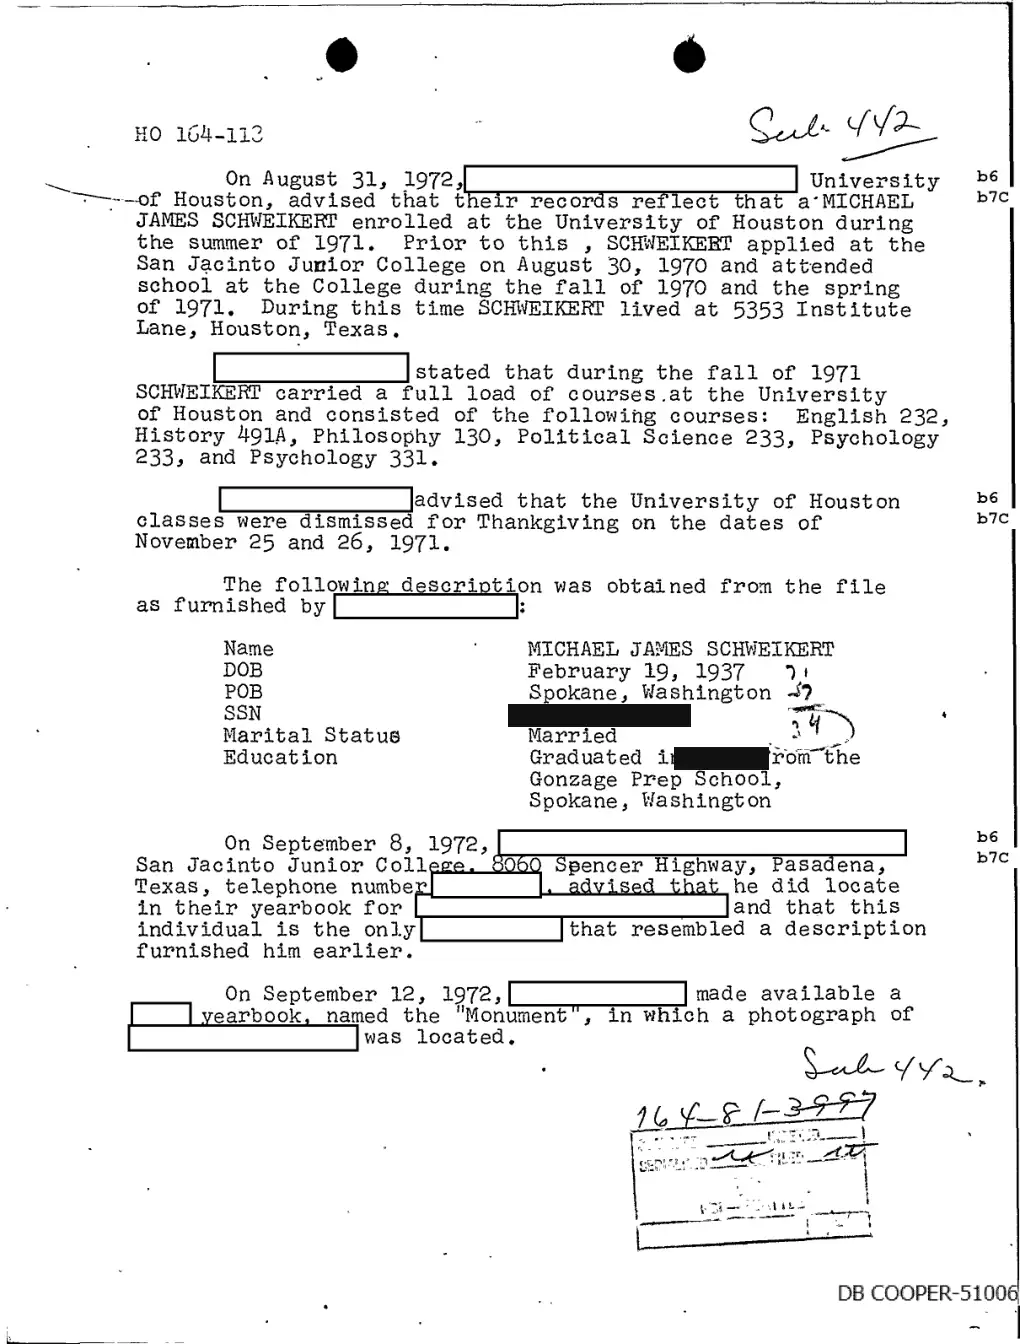 HO 164-113
Sub 442
On August 31, 1972, University
of Houston, advised that their records reflect that a MICHAEL
JAMES SCHWEIKERT enrolled at the University of Houston during
the summer of 1971. Prior to this , SCHWEIKERT applied at the
San Jacinto Junior College on August 30, 1970 and attended
school at the College during the fall of 1970 and the spring
of 1971. During this time SCHWEIKERT lived at 5353 Institute
Lane, Houston, Texas.
b6
b7C
stated that during the fall of 1971
SCHWEIKERT carried a full load of courses at the University
of Houston and consisted of the following courses: English 232,
History 491A, Philosophy 130, Political Science 233, Psychology
233, and Psychology 331.
advised that the University of Houston
classes were dismissed for Thankgiving on the dates of
November 25 and 26, 1971.
b6
b7C
The following description was obtained from the file
as furnished by :
Name MICHAEL JAMES SCHWEIKERT
DOB February 19, 1937
POB Spokane, Washington
SSN
Marital Status Married
Education Graduated from the
Gonzage Prep School,
Spokane, Washington
71
37
34
On September 8, 1972,
San Jacinto Junior College, 8060 Spencer Highway, Pasadena,
Texas, telephone number , advised that he did locate
in their yearbook for and that this
individual is the only that resembled a description
furnished him earlier.
b6
b7C
On September 12, 1972, made available a
yearbook, named the "Monument", in which a photograph of
was located.
Sub 442.
164-81-3997
SERIALIZED FILED
DB COOPER-51006